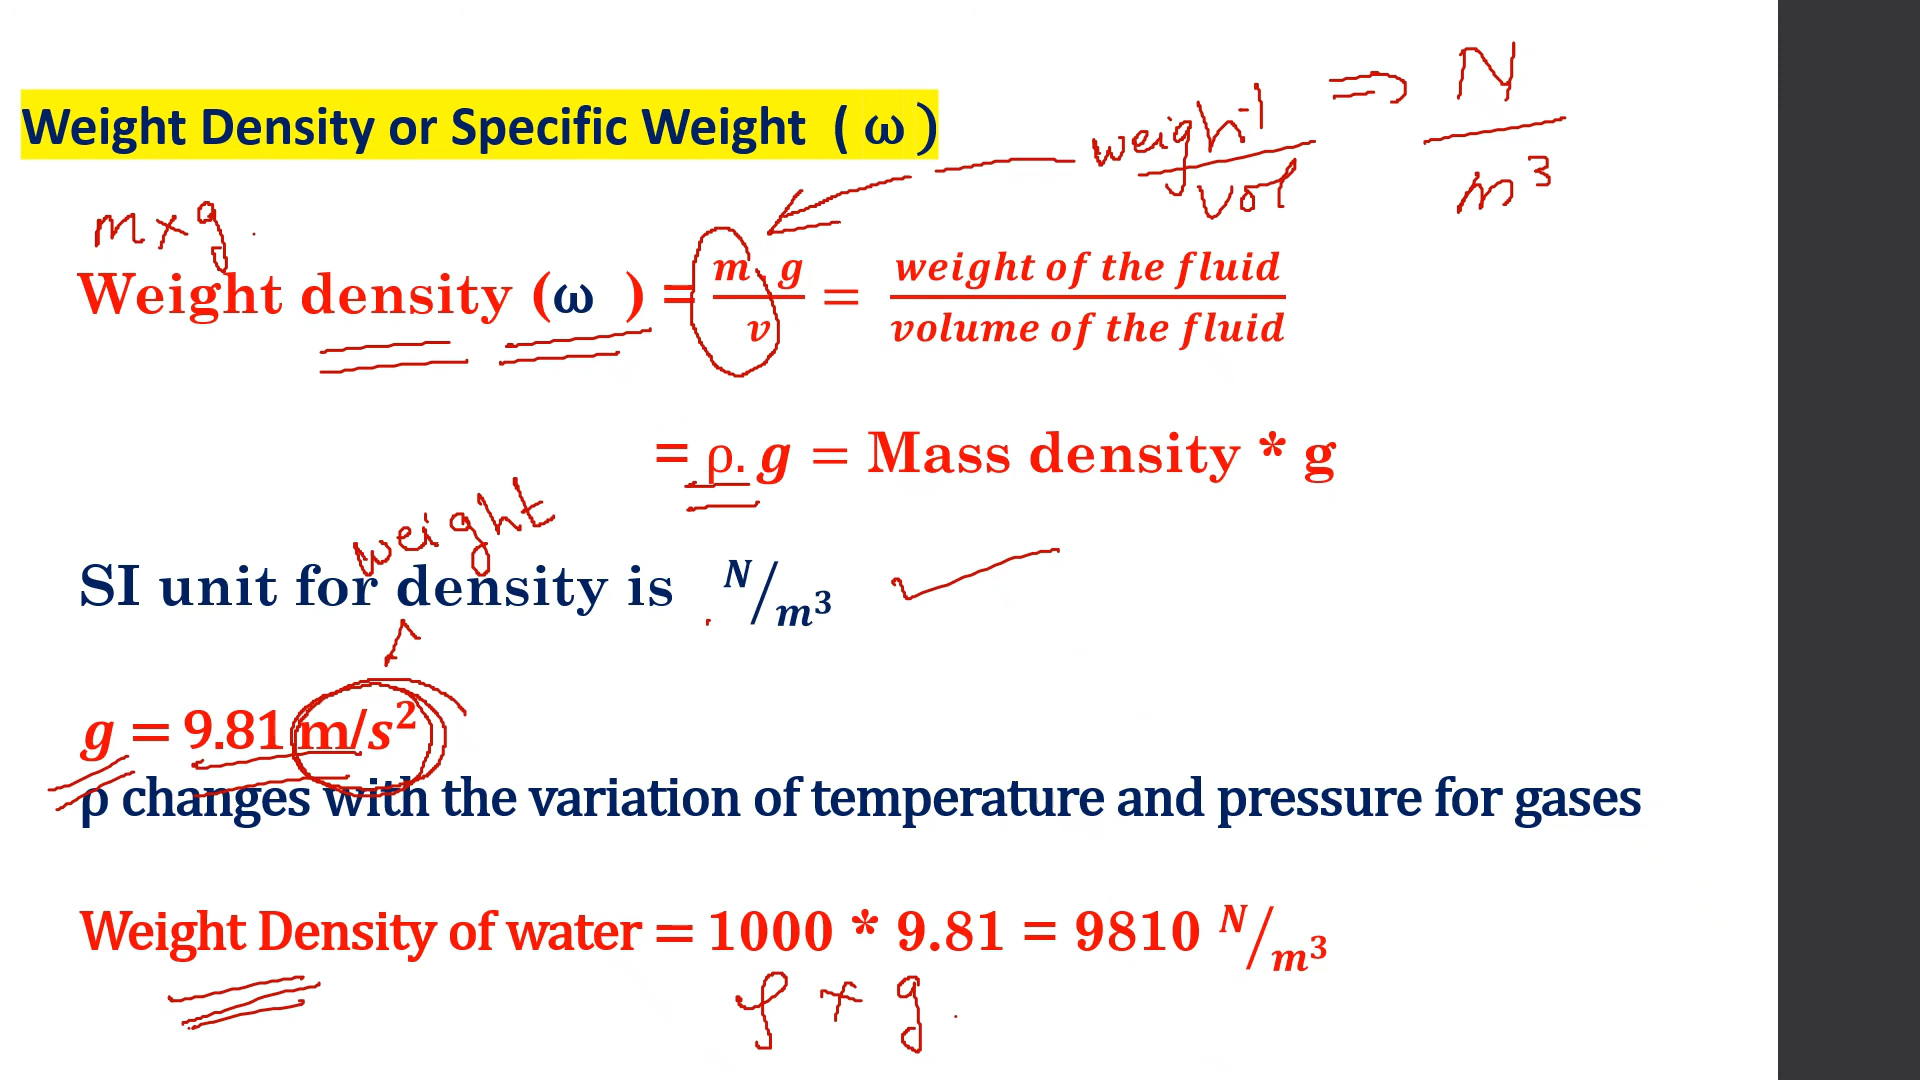 Weight Density or Specific Weight ( ω )
weight
vol
⇒ N
m³
m × g
Weight density (ω ) = m . g / v = weight of the fluid / volume of the fluid
= ρ. g = Mass density * g
weight
SI unit for density is N/m³
g = 9.81 m/s²
ρ changes with the variation of temperature and pressure for gases
Weight Density of water = 1000 * 9.81 = 9810 N/m³
ρ × g